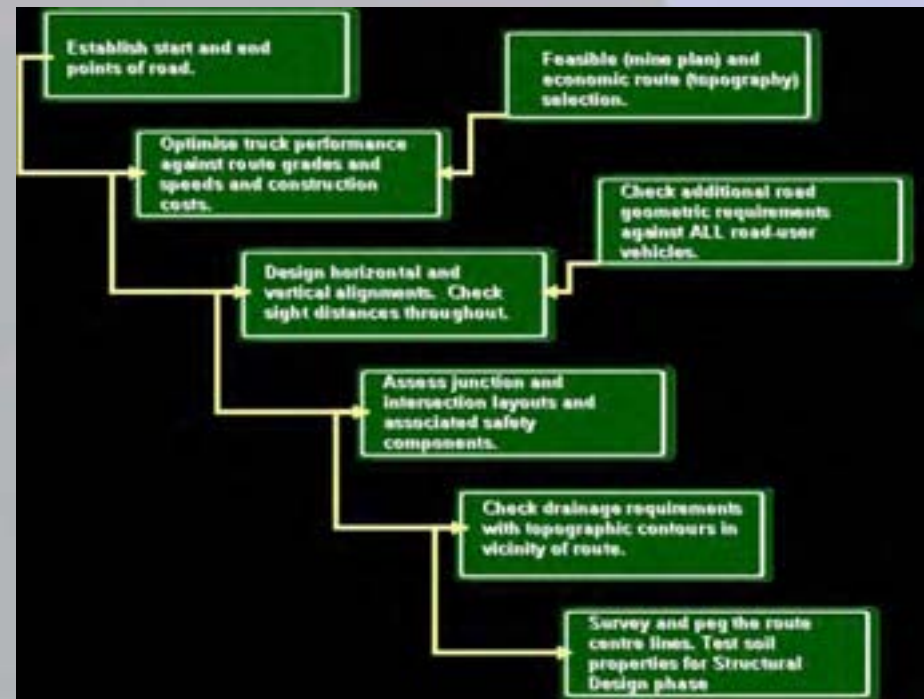 Establish start and end
points of road.
Feasible (mine plan) and
economic route (topography)
selection.
Optimise truck performance
against route grades and
speeds and construction
costs.
Check additional road
geometric requirements
against ALL road-user
vehicles.
Design horizontal and
vertical alignments. Check
sight distances throughout.
Assess junction and
intersection layouts and
associated safety
components.
Check drainage requirements
with topographic contours in
vicinity of route.
Survey and peg the route
centre lines. Test soil
properties for Structural
Design phase